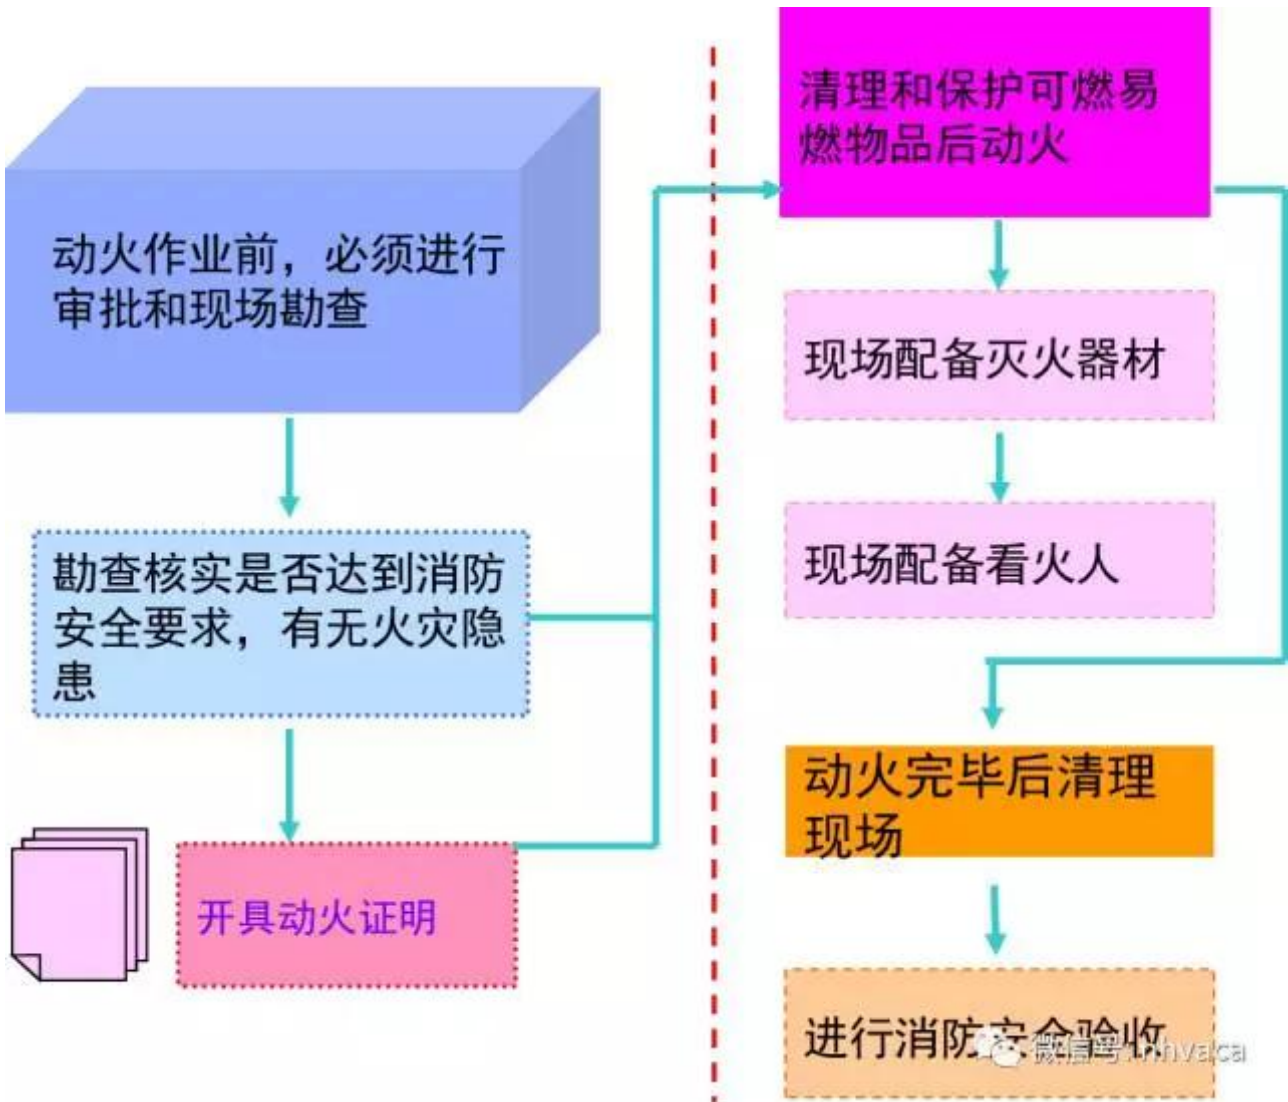 动火作业前，必须进行
审批和现场勘查
勘查核实是否达到消防
安全要求，有无火灾隐
患
开具动火证明
清理和保护可燃易
燃物品后动火
现场配备灭火器材
现场配备看火人
动火完毕后清理
现场
进行消防安全验收
微信号: nhvaca